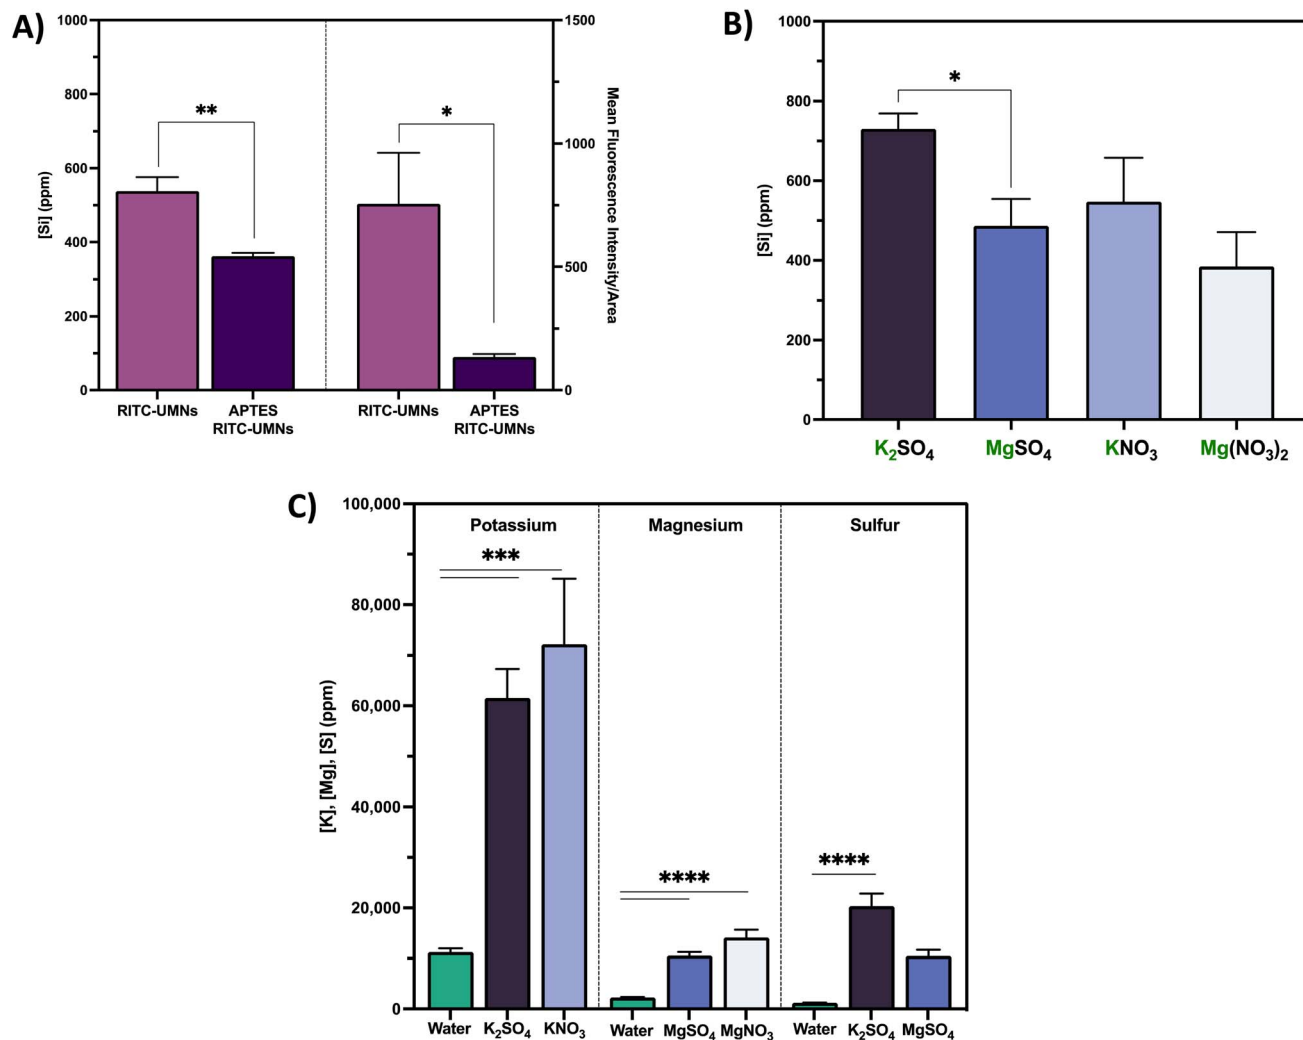 A)
1000
800
600
400
200
0
[Si] (ppm)
**
*
1500
1000
500
0
Mean Fluorescence Intensity/Area
RITC-UMNs
APTES
RITC-UMNs
RITC-UMNs
APTES
RITC-UMNs
B)
1000
800
600
400
200
0
[Si] (ppm)
*
K₂SO₄
MgSO₄
KNO₃
Mg(NO₃)₂
C)
100,000
80,000
60,000
40,000
20,000
0
[K], [Mg], [S] (ppm)
Potassium
Magnesium
Sulfur
***
****
****
Water
K₂SO₄
KNO₃
Water
MgSO₄
MgNO₃
Water
K₂SO₄
MgSO₄